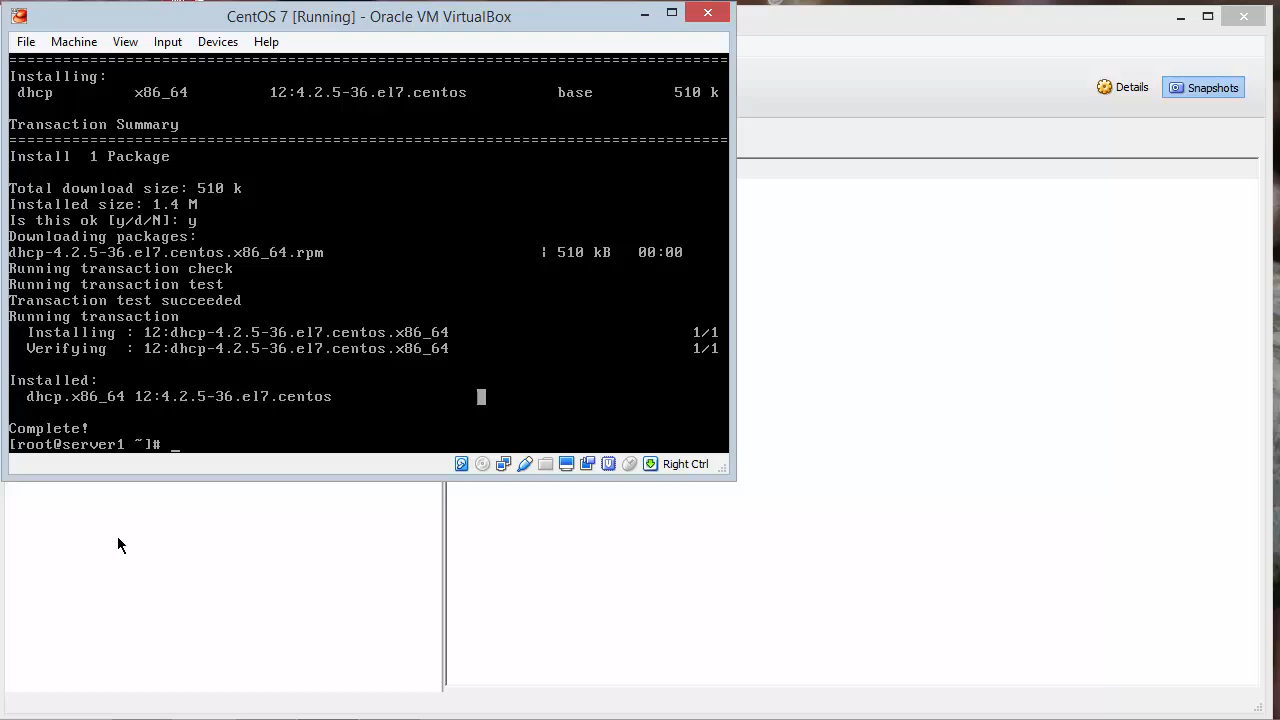 CentOS 7 [Running] - Oracle VM VirtualBox
File Machine View Input Devices Help
================================================================================
Installing:
dhcp x86_64 12:4.2.5-36.el7.centos base 510 k
Transaction Summary
================================================================================
Install 1 Package
Total download size: 510 k
Installed size: 1.4 M
Is this ok [y/d/N]: y
Downloading packages:
dhcp-4.2.5-36.el7.centos.x86_64.rpm | 510 kB 00:00
Running transaction check
Running transaction test
Transaction test succeeded
Running transaction
Installing : 12:dhcp-4.2.5-36.el7.centos.x86_64 1/1
Verifying : 12:dhcp-4.2.5-36.el7.centos.x86_64 1/1
Installed:
dhcp.x86_64 12:4.2.5-36.el7.centos
Complete!
[root@server1 ~]# _
Right Ctrl
Details Snapshots